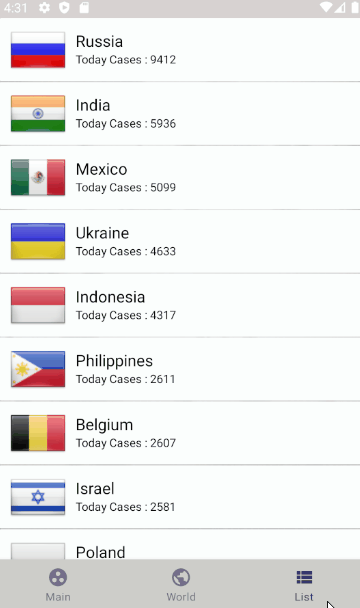 4:31
Russia
Today Cases : 9412
India
Today Cases : 5936
Mexico
Today Cases : 5099
Ukraine
Today Cases : 4633
Indonesia
Today Cases : 4317
Philippines
Today Cases : 2611
Belgium
Today Cases : 2607
Israel
Today Cases : 2581
Poland
Main
World
List